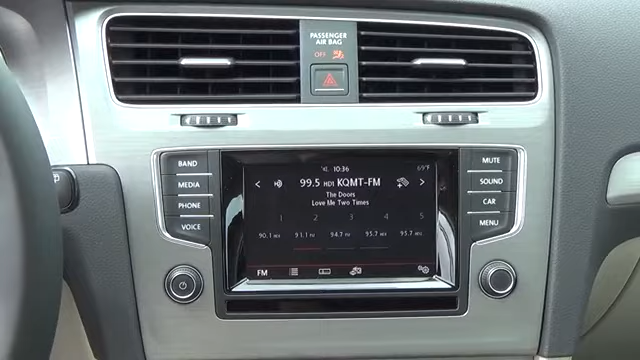 PASSENGER
AIR BAG
OFF
BAND
MEDIA
PHONE
VOICE
10:36
69°F
99.5 HD1 KQMT-FM
The Doors
Love Me Two Times
1 2 3 4 5
90.1 91.1 FM 94.7 95.7 95.7
FM
MUTE
SOUND
CAR
MENU